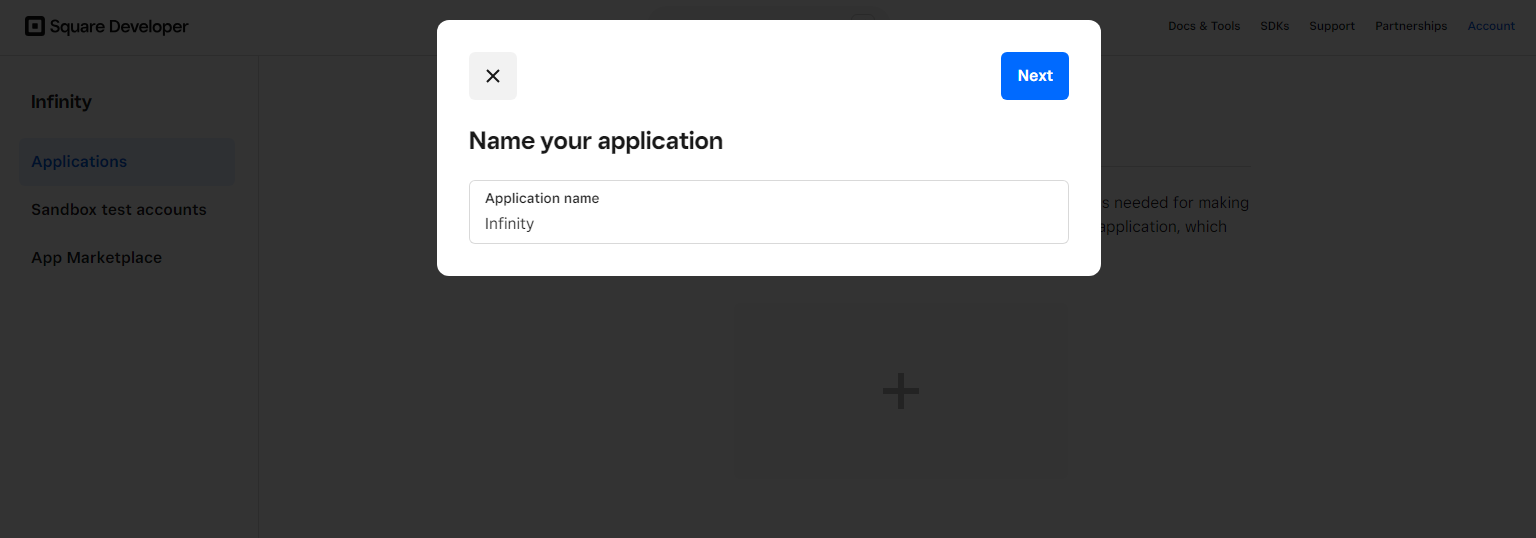 Square Developer
Docs & Tools
SDKs
Support
Partnerships
Account
Infinity
Applications
Sandbox test accounts
App Marketplace
Next
Name your application
Application name
Infinity
needed for making
application, which